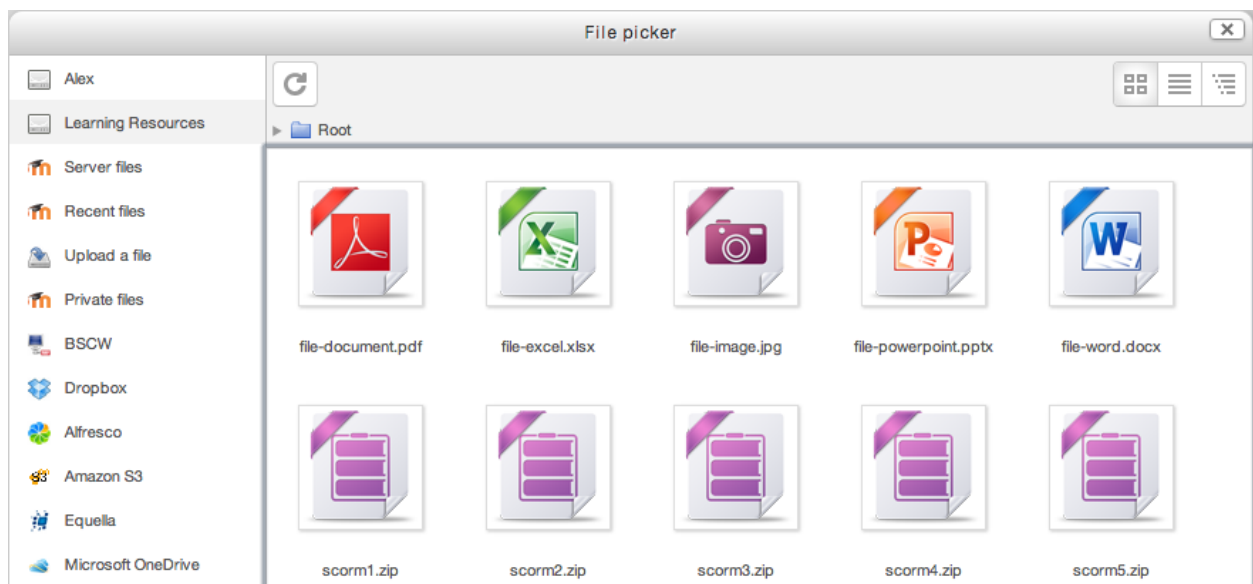 File picker
Alex
Learning Resources
Server files
Recent files
Upload a file
Private files
BSCW
Dropbox
Alfresco
Amazon S3
Equella
Microsoft OneDrive
Root
file-document.pdf
file-excel.xlsx
file-image.jpg
file-powerpoint.pptx
file-word.docx
scorm1.zip
scorm2.zip
scorm3.zip
scorm4.zip
scorm5.zip